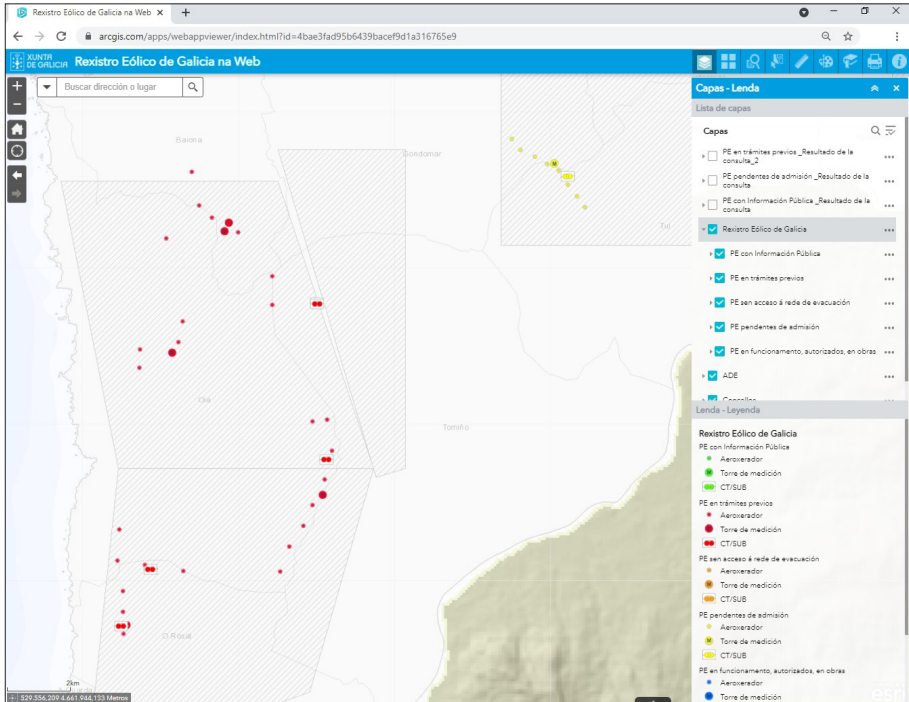 Rexistro Eólico de Galicia na Web
arcgis.com/apps/webappviewer/index.html?id=4bae3fad95b6439bacef9d1a316765e9
XUNTA
DE GALICIA
Rexistro Eólico de Galicia na Web
Buscar dirección o lugar
Baiona
Gondomar
Tui
Oia
Tomiño
O Rosal
2km
529.556,209 4.661.944,133 Metros
Capas - Lenda
Lista de capas
Capas
PE en trámites previos _Resultado de la
consulta_2
PE pendentes de admisión _Resultado de la
consulta
PE con Información Pública _Resultado de la
consulta
Rexistro Eólico de Galicia
PE con Información Pública
PE en trámites previos
PE sen acceso á rede de evacuación
PE pendentes de admisión
PE en funcionamento, autorizados, en obras
ADE
Concellos
Lenda - Leyenda
Rexistro Eólico de Galicia
PE con Información Pública
Aeroxerador
M Torre de medición
CT/SUB
PE en trámites previos
Aeroxerador
Torre de medición
CT/SUB
PE sen acceso á rede de evacuación
Aeroxerador
M Torre de medición
CT/SUB
PE pendentes de admisión
Aeroxerador
M Torre de medición
CT/SUB
PE en funcionamento, autorizados, en obras
Aeroxerador
Torre de medición
esri